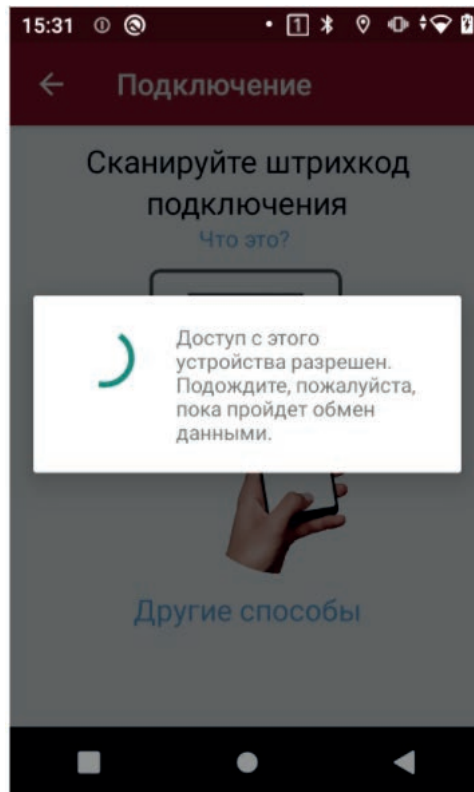 15:31
1
Подключение
Сканируйте штрихкод
подключения
Что это?
Доступ с этого
устройства разрешен.
Подождите, пожалуйста,
пока пройдет обмен
данными.
Другие способы